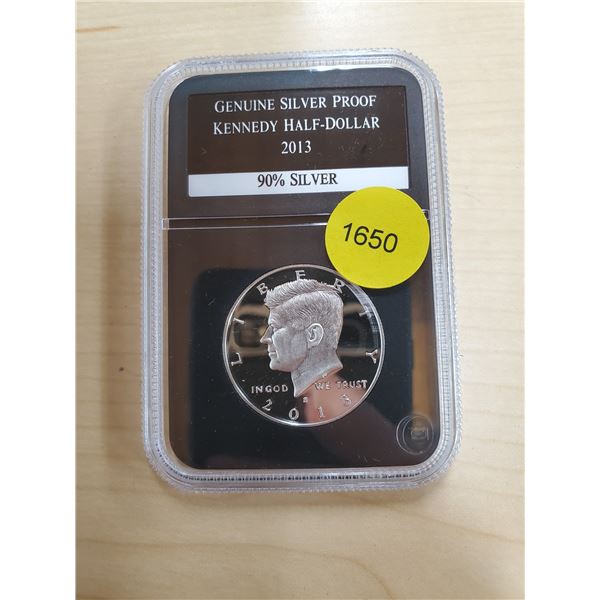 GENUINE SILVER PROOF
KENNEDY HALF-DOLLAR
2013
90% SILVER
1650
LIBERTY
IN GOD WE TRUST
S
2013